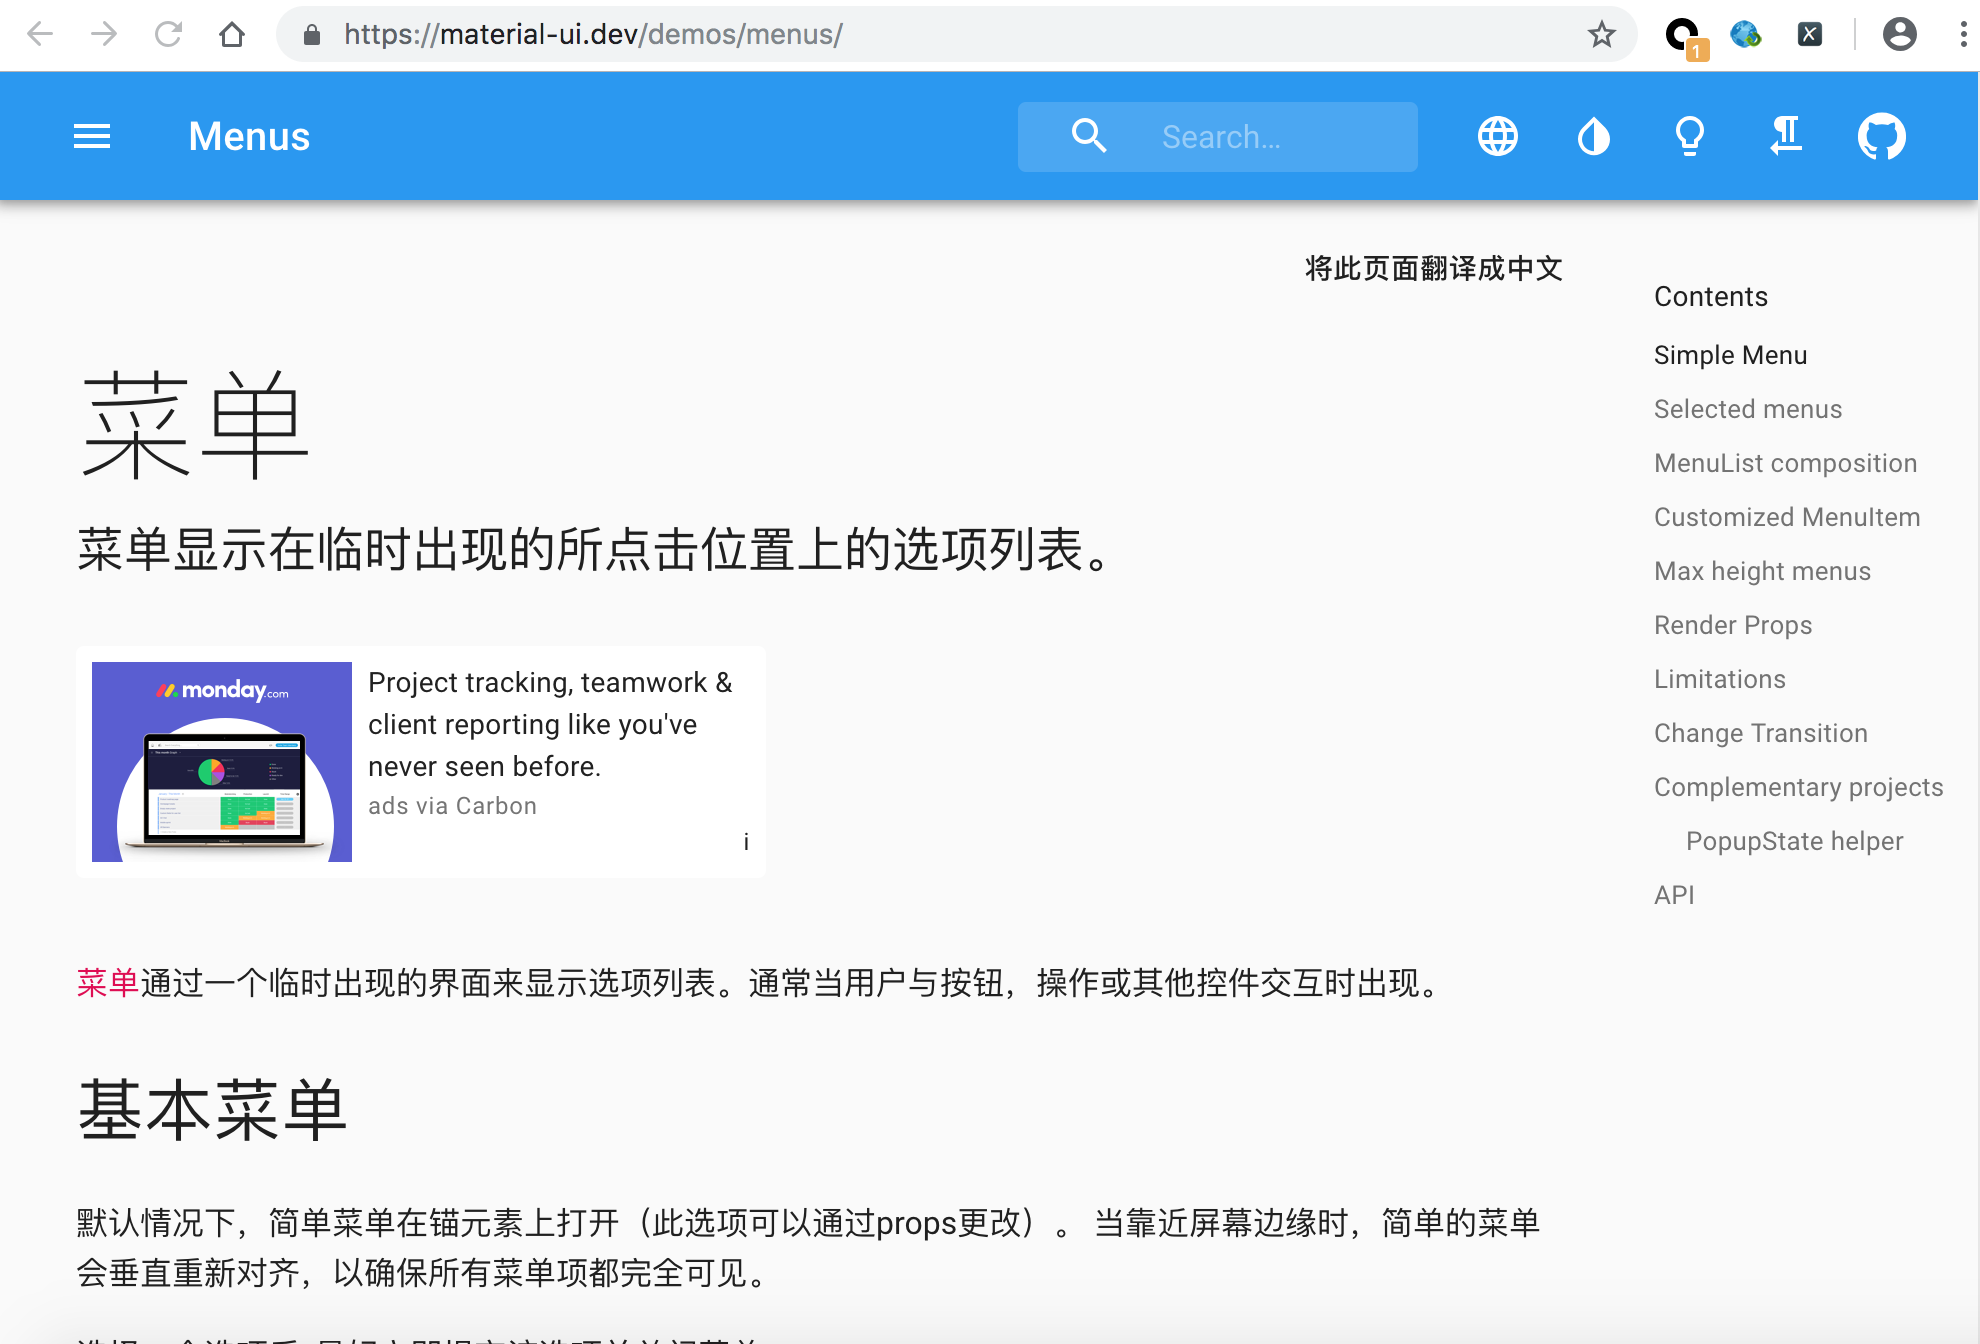 https://material-ui.dev/demos/menus/
1
X
Menus
Search…
将此页面翻译成中文
Contents
Simple Menu
Selected menus
MenuList composition
Customized MenuItem
Max height menus
Render Props
Limitations
Change Transition
Complementary projects
PopupState helper
API
菜单
菜单显示在临时出现的所点击位置上的选项列表。
monday.com
Project tracking, teamwork &
client reporting like you've
never seen before.
ads via Carbon
i
菜单通过一个临时出现的界面来显示选项列表。通常当用户与按钮，操作或其他控件交互时出现。
基本菜单
默认情况下，简单菜单在锚元素上打开（此选项可以通过props更改）。 当靠近屏幕边缘时，简单的菜单
会垂直重新对齐，以确保所有菜单项都完全可见。